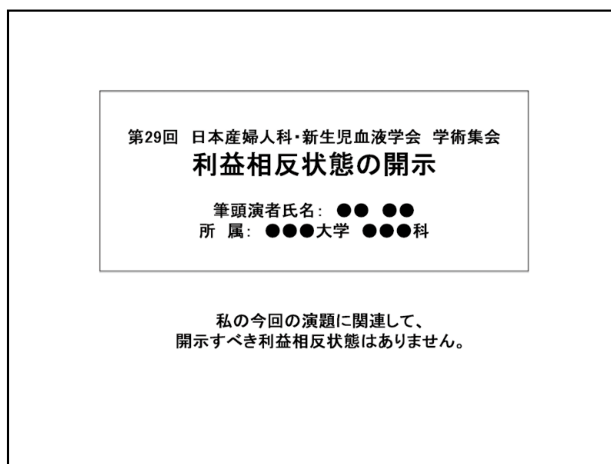 第29回 日本産婦人科・新生児血液学会 学術集会
利益相反状態の開示
筆頭演者氏名: ●● ●●
所 属: ●●●大学 ●●●科
私の今回の演題に関連して、
開示すべき利益相反状態はありません。